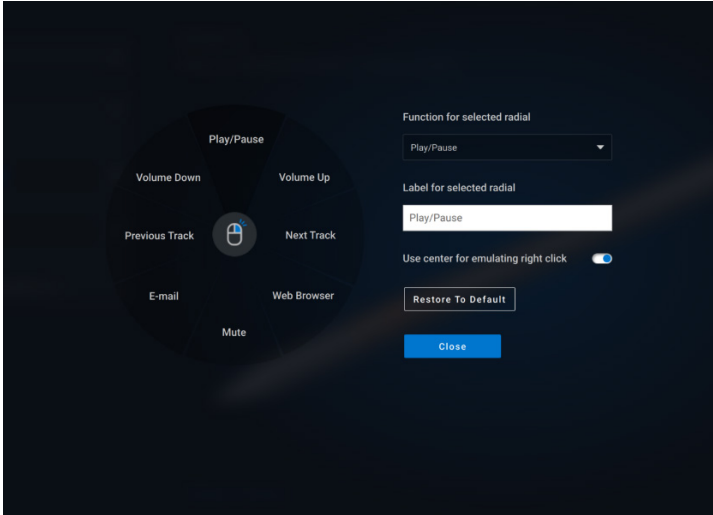 Play/Pause
Volume Down
Volume Up
Previous Track
Next Track
E-mail
Web Browser
Mute
Function for selected radial
Play/Pause
Label for selected radial
Play/Pause
Use center for emulating right click
Restore To Default
Close